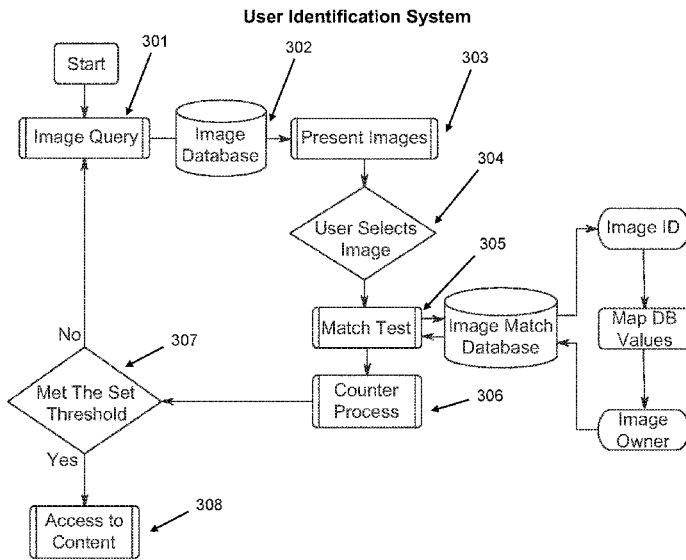 User Identification System
301
Start
302
303
Image Query
Image
Database
Present Images
304
User Selects
Image
Image ID
305
Match Test
Image Match
Database
Map DB
Values
No
307
Met The Set
Threshold
Counter
Process
306
Image
Owner
Yes
Access to
Content
308